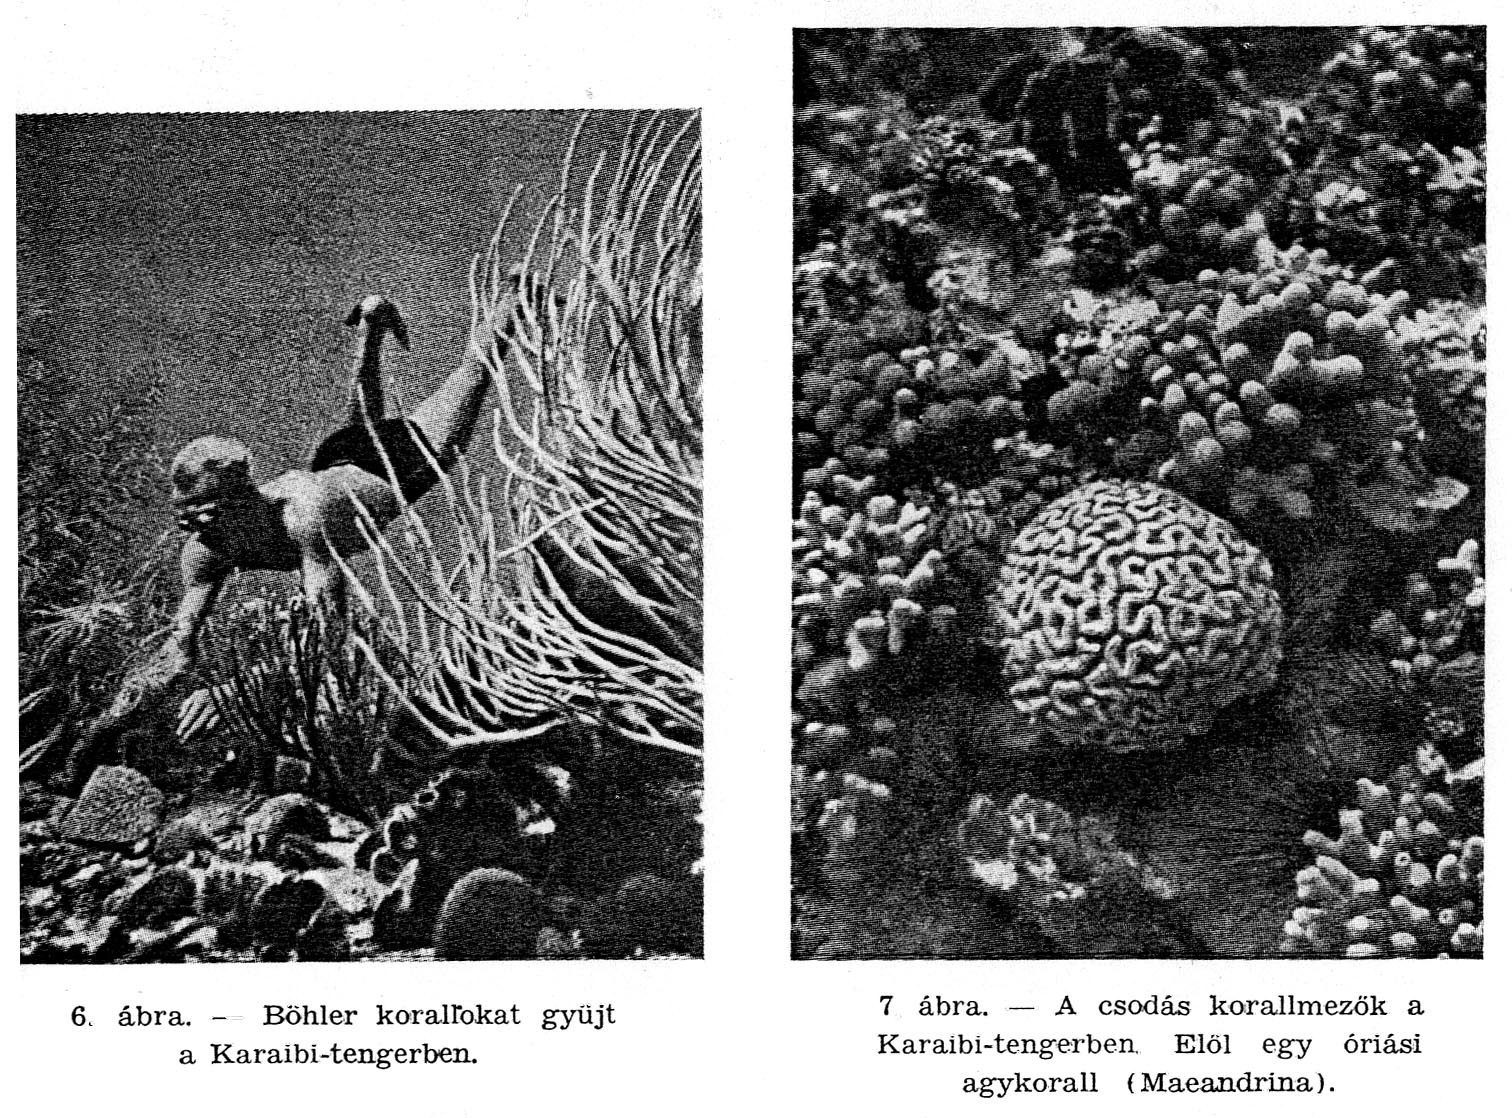 6. ábra. — Böhler korallokat gyüjt
a Karaibi-tengerben.
7 ábra. — A csodás korallmezők a
Karaibi-tengerben. Elöl egy óriási
agykorall (Maeandrina).